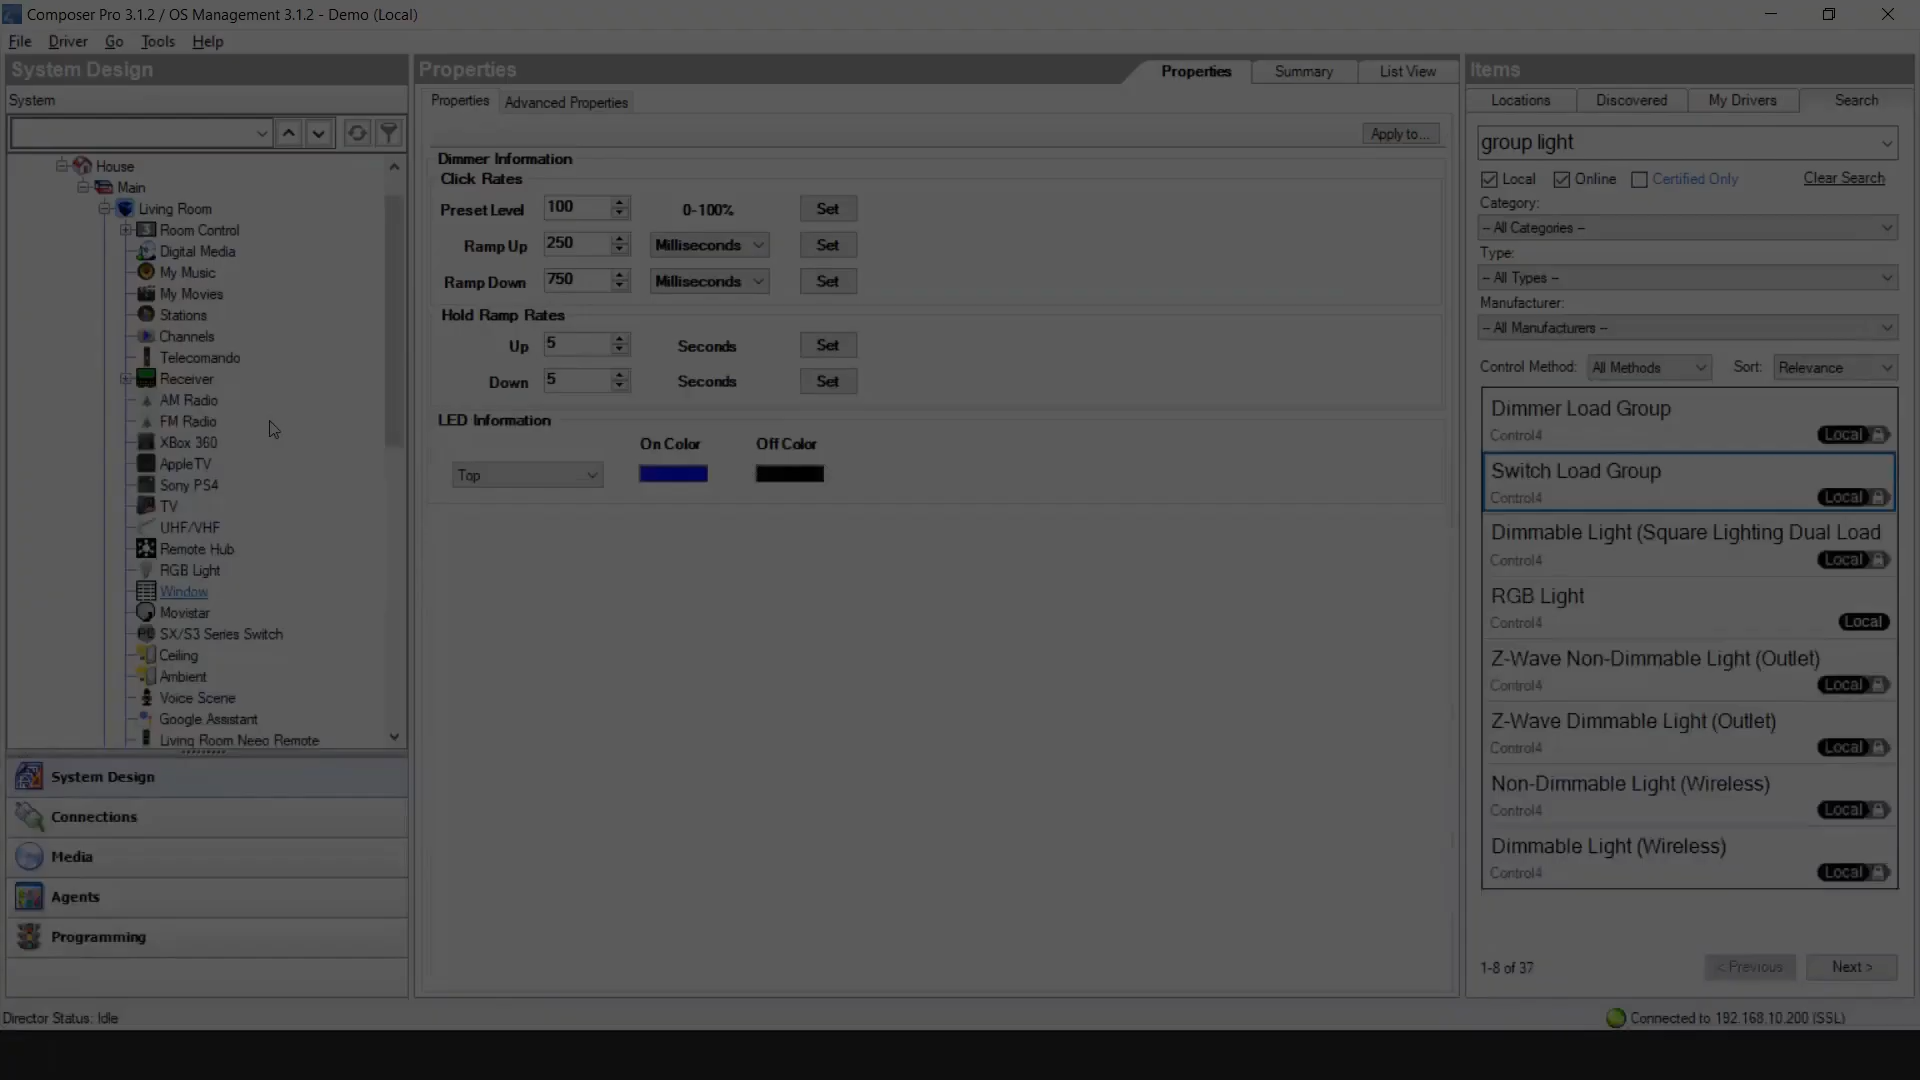 Composer Pro 3.1.2 / OS Management 3.1.2 - Demo (Local)
File Driver Go Tools Help
System Design
System
House
Main
Living Room
Room Control
Digital Media
My Music
My Movies
Stations
Channels
Telecomando
Receiver
AM Radio
FM Radio
XBox 360
AppleTV
Sony PS4
TV
UHF/VHF
Remote Hub
RGB Light
Window
Movistar
SX/S3 Series Switch
Ceiling
Ambient
Voice Scene
Google Assistant
Living Room Neeo Remote
System Design
Connections
Media
Agents
Programming
Properties
Properties Summary List View
Properties Advanced Properties
Apply to...
Dimmer Information
Click Rates
Preset Level 100 0-100% Set
Ramp Up 250 Milliseconds Set
Ramp Down 750 Milliseconds Set
Hold Ramp Rates
Up 5 Seconds Set
Down 5 Seconds Set
LED Information
On Color Off Color
Top
Items
Locations Discovered My Drivers Search
group light
Local Online Certified Only Clear Search
Category:
-- All Categories --
Type:
-- All Types --
Manufacturer:
-- All Manufacturers --
Control Method: All Methods Sort: Relevance
Dimmer Load Group
Control4 Local
Switch Load Group
Control4 Local
Dimmable Light (Square Lighting Dual Load
Control4 Local
RGB Light
Control4 Local
Z-Wave Non-Dimmable Light (Outlet)
Control4 Local
Z-Wave Dimmable Light (Outlet)
Control4 Local
Non-Dimmable Light (Wireless)
Control4 Local
Dimmable Light (Wireless)
Control4 Local
1-8 of 37 < Previous Next >
Director Status: Idle
Connected to 192.168.10.200 (SSL)